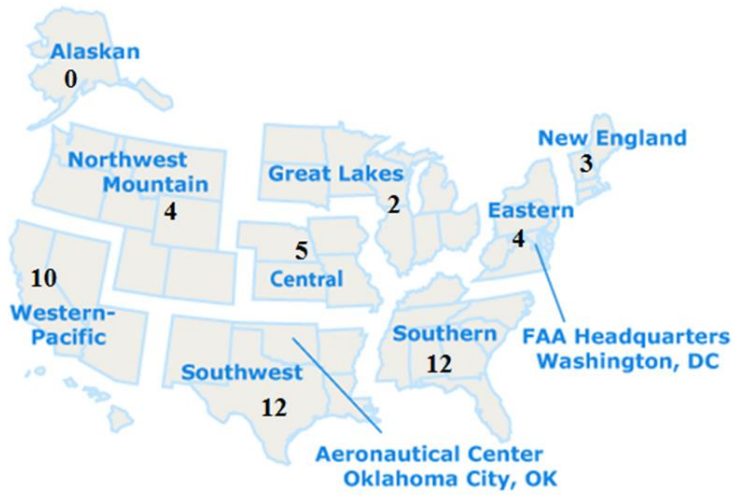 Alaskan
0
Northwest
Mountain
4
Great Lakes
2
New England
3
Eastern
4
5
Central
10
Western-
Pacific
Southwest
12
Southern
12
FAA Headquarters
Washington, DC
Aeronautical Center
Oklahoma City, OK